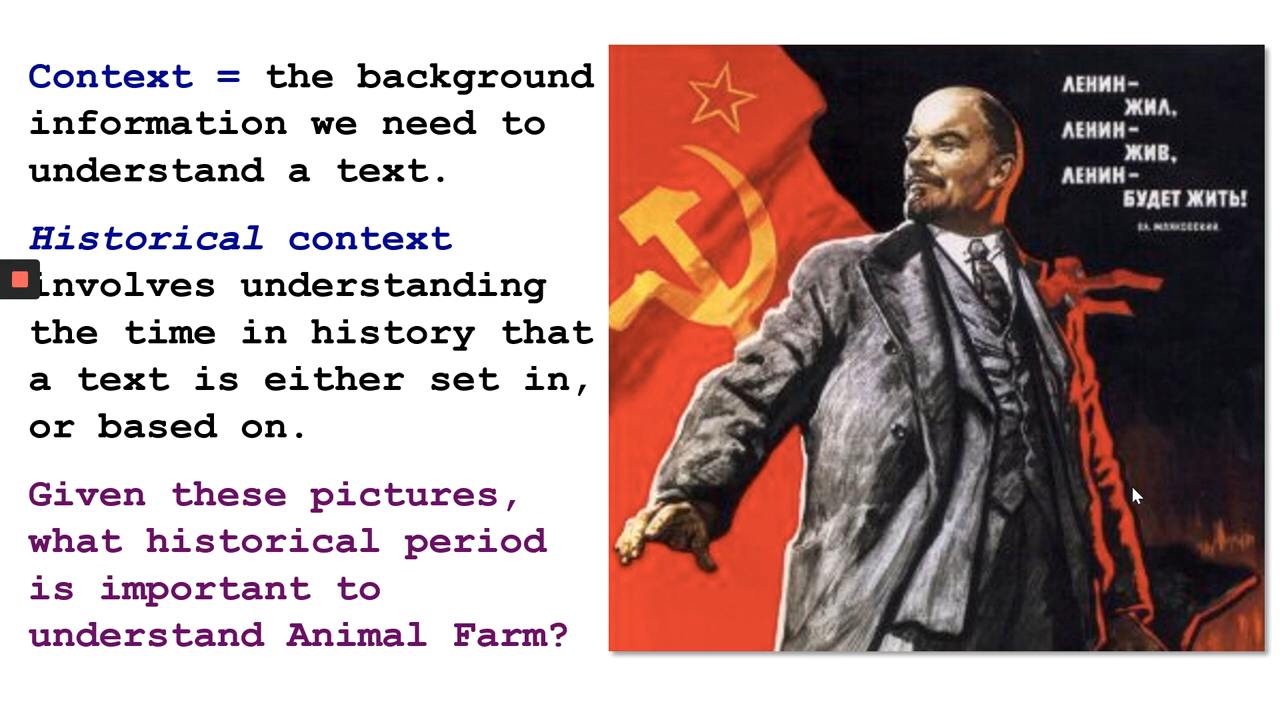 Context = the background
information we need to
understand a text.
Historical context
involves understanding
the time in history that
a text is either set in,
or based on.
Given these pictures,
what historical period
is important to
understand Animal Farm?
ЛЕНИН–
ЖИЛ,
ЛЕНИН–
ЖИВ,
ЛЕНИН–
БУДЕТ ЖИТЬ!
ВЛ. МАЯКОВСКИЙ.